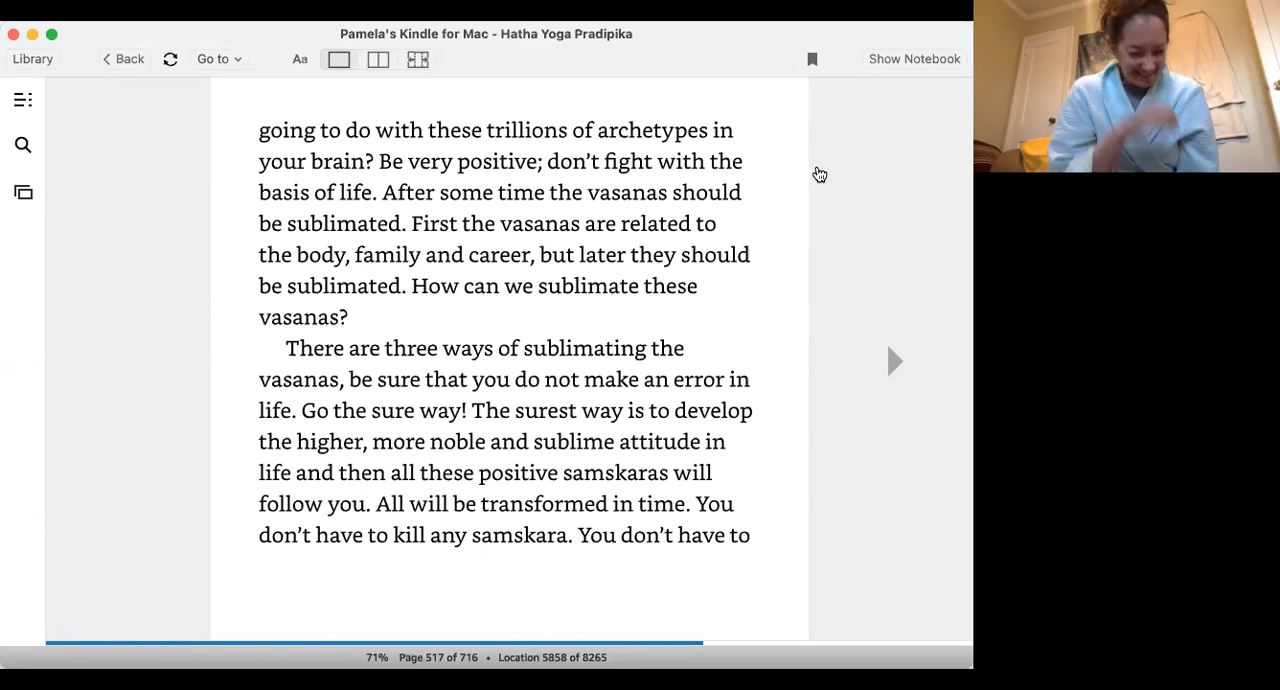 Pamela's Kindle for Mac - Hatha Yoga Pradipika
Library
Back
Go to
Aa
Show Notebook
going to do with these trillions of archetypes in
your brain? Be very positive; don't fight with the
basis of life. After some time the vasanas should
be sublimated. First the vasanas are related to
the body, family and career, but later they should
be sublimated. How can we sublimate these
vasanas?
There are three ways of sublimating the
vasanas, be sure that you do not make an error in
life. Go the sure way! The surest way is to develop
the higher, more noble and sublime attitude in
life and then all these positive samskaras will
follow you. All will be transformed in time. You
don't have to kill any samskara. You don't have to
71% Page 517 of 716 • Location 5858 of 8265